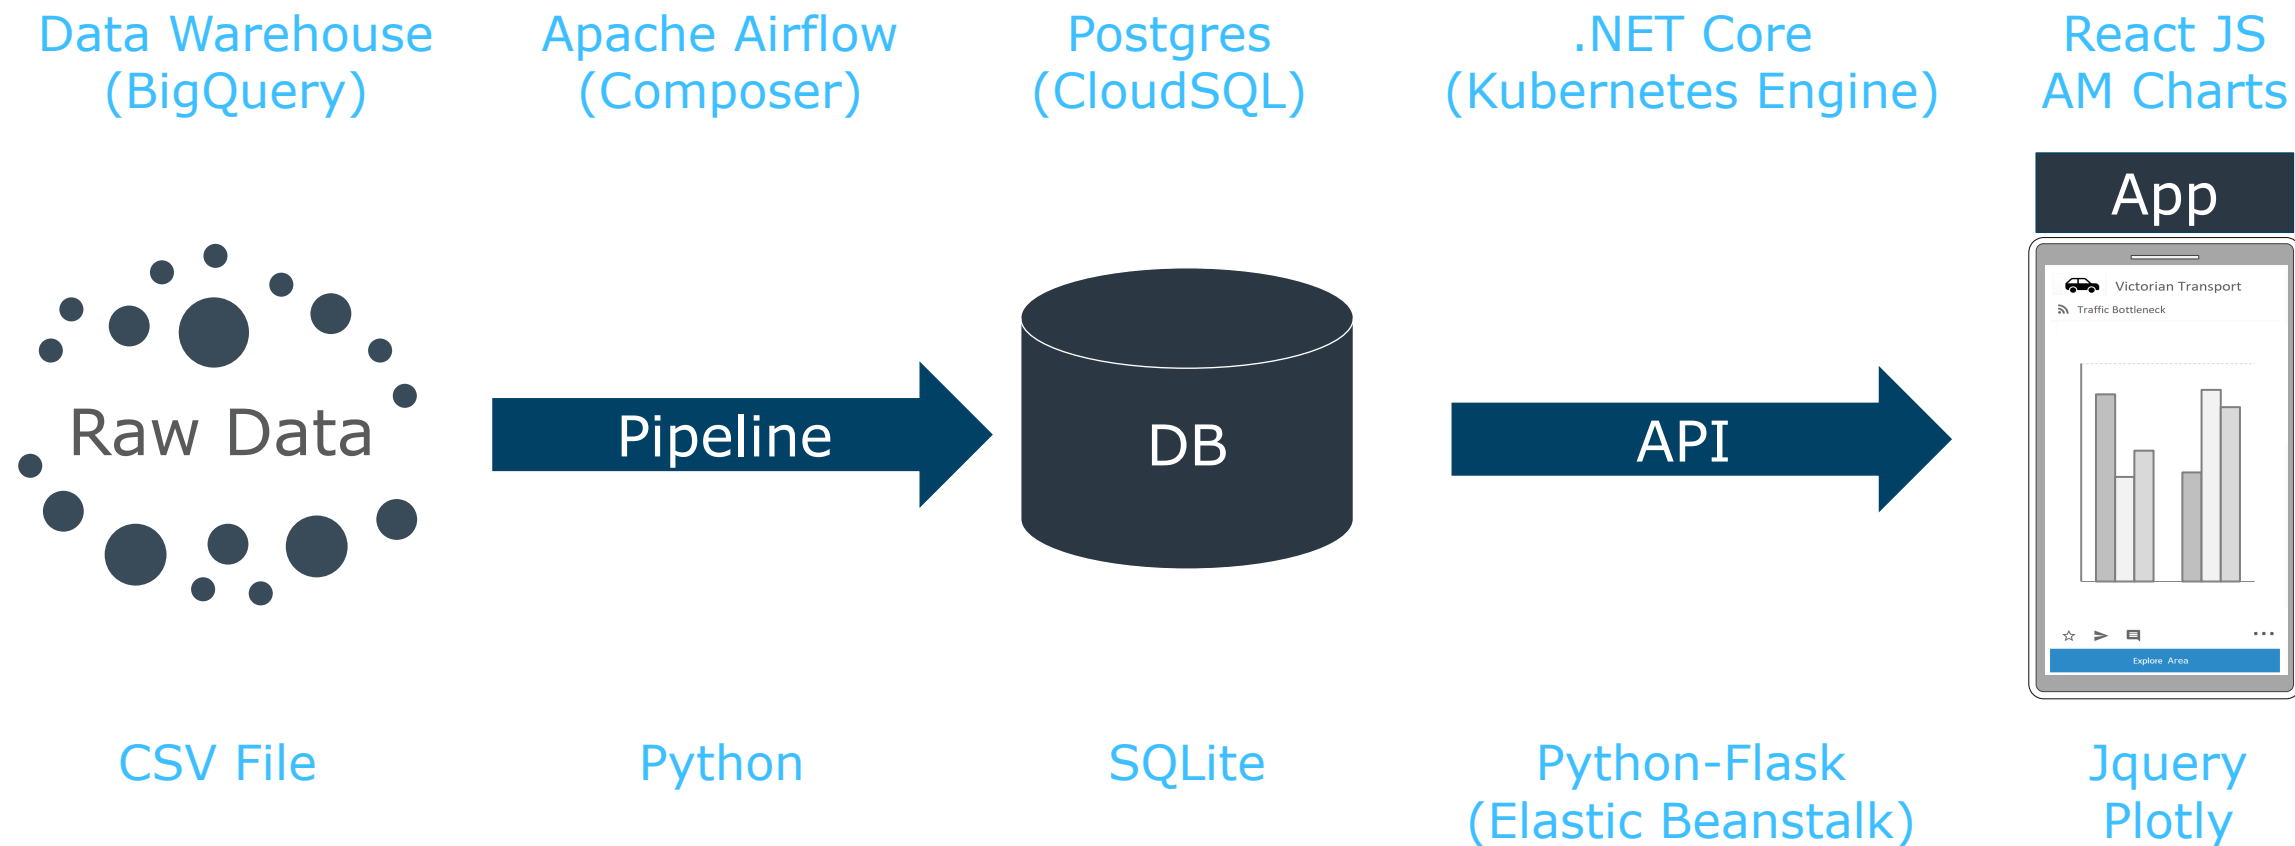 Data Warehouse
(BigQuery)
Apache Airflow
(Composer)
Postgres
(CloudSQL)
.NET Core
(Kubernetes Engine)
React JS
AM Charts
App
Victorian Transport
Traffic Bottleneck
Raw Data
Pipeline
DB
API
Explore Area
CSV File
Python
SQLite
Python-Flask
(Elastic Beanstalk)
Jquery
Plotly